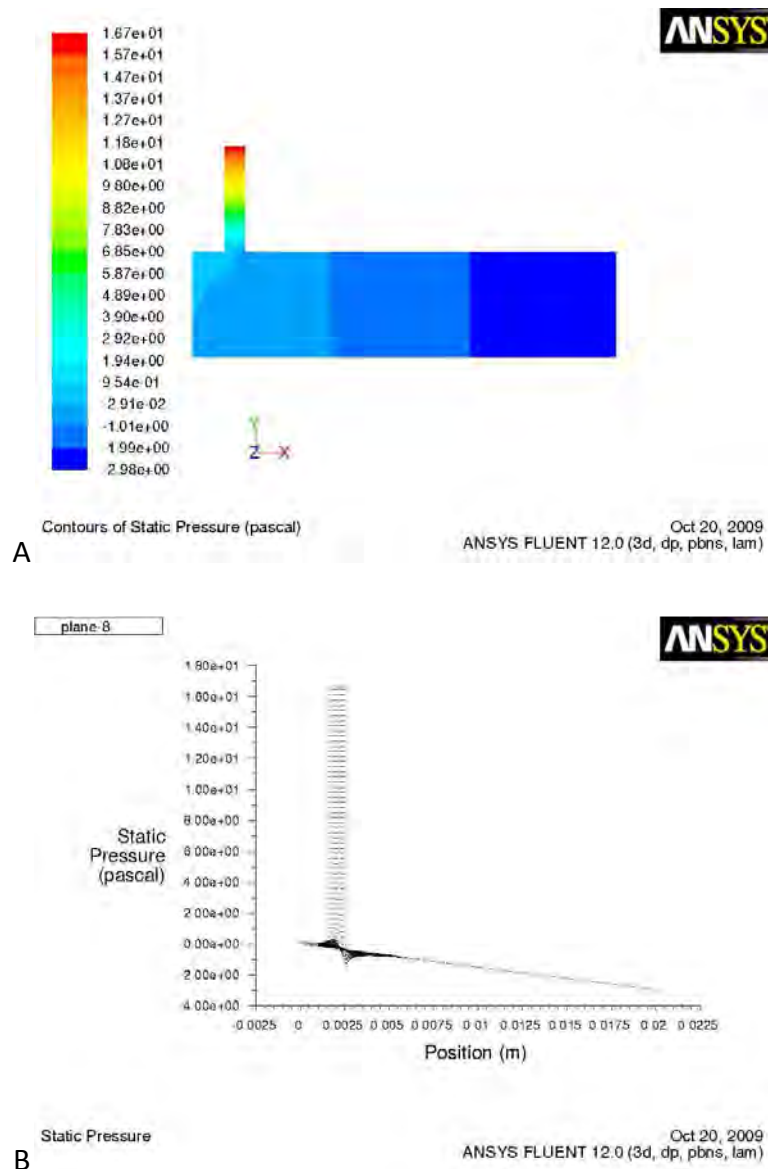 ANSYS
1.67e+01
1.57e+01
1.47e+01
1.37e+01
1.27e+01
1.18e+01
1.08e+01
9.80e+00
8.82e+00
7.83e+00
6.85e+00
5.87e+00
4.89e+00
3.90e+00
2.92e+00
1.94e+00
9.54e-01
2.91e-02
-1.01e+00
1.99e+00
2.98e+00
Y
Z X
Contours of Static Pressure (pascal)
Oct 20, 2009
ANSYS FLUENT 12.0 (3d, dp, pbns, lam)
A
plane-8
ANSYS
1.80e+01
1.60e+01
1.40e+01
1.20e+01
1.00e+01
8.00e+00
6.00e+00
4.00e+00
2.00e+00
0.00e+00
2.00e+00
4.00e+00
Static
Pressure
(pascal)
-0.0025 0 0.0025 0.005 0.0075 0.01 0.0125 0.015 0.0175 0.02 0.0225
Position (m)
Static Pressure
Oct 20, 2009
ANSYS FLUENT 12.0 (3d, dp, pbns, lam)
B